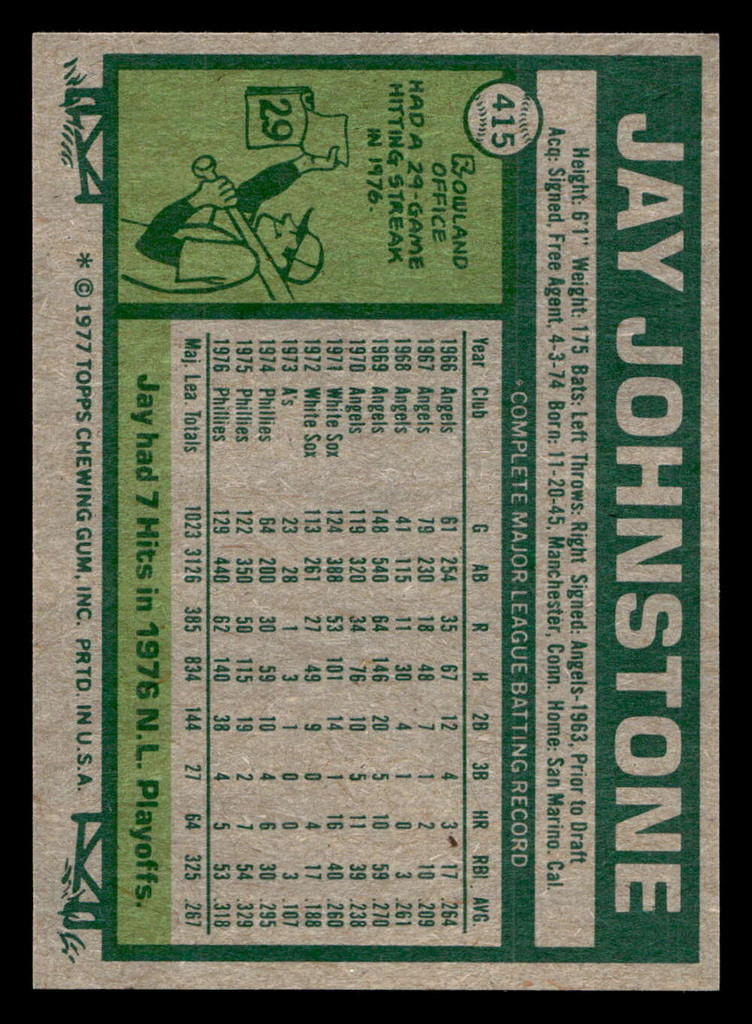 415
JAY JOHNSTONE
Height: 6'1" Weight: 175 Bats: Left Throws: Right Signed: Angels-1963, Prior to Draft
Acq: Signed, Free Agent, 4-3-74 Born: 11-20-45, Manchester, Conn. Home: San Marino, Cal.
*COMPLETE MAJOR LEAGUE BATTING RECORD
Year Club G AB R H 2B 3B HR RBI AVG.
1966 Angels 61 254 35 67 12 4 3 17 .264
1967 Angels 79 230 18 48 7 1 2 10 .209
1968 Angels 41 115 11 30 4 1 0 3 .261
1969 Angels 148 540 64 146 20 5 10 59 .270
1970 Angels 119 320 34 76 10 5 11 39 .238
1971 White Sox 124 388 53 101 14 1 16 40 .260
1972 White Sox 113 261 27 49 9 0 4 17 .188
1973 A's 23 28 1 3 1 0 0 3 .107
1974 Phillies 64 200 30 59 10 4 6 30 .295
1975 Phillies 122 350 50 115 19 2 7 54 .329
1976 Phillies 129 440 62 140 38 4 5 53 .318
Maj. Lea. Totals 1023 3126 385 834 144 27 64 325 .267
Jay had 7 Hits in 1976 N.L. Playoffs.
ROWLAND
OFFICE
HAD A 29-GAME
HITTING STREAK
IN 1976.
29
* © 1977 TOPPS CHEWING GUM, INC. PRTD. IN U.S.A.